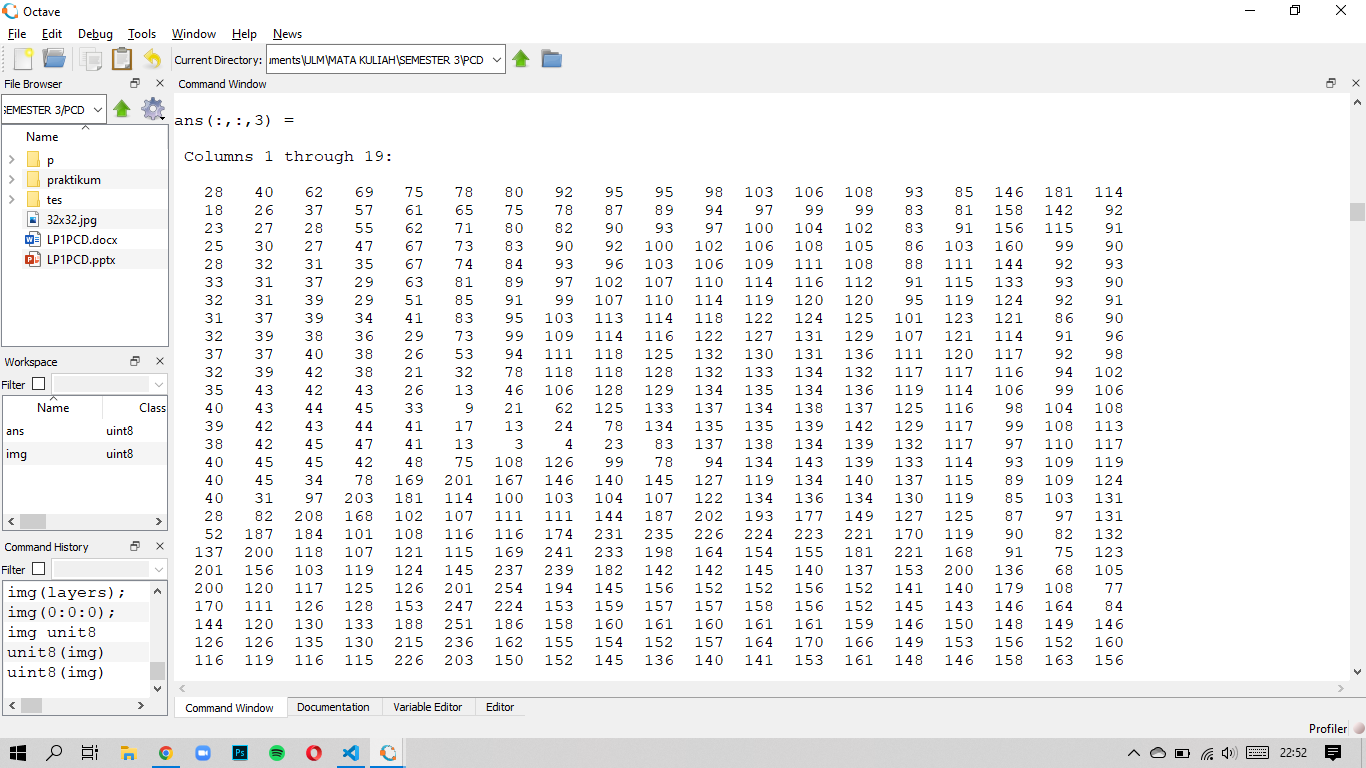 Octave
File Edit Debug Tools Window Help News
Current Directory: ıments\ULM\MATA KULIAH\SEMESTER 3\PCD
File Browser
SEMESTER 3/PCD
Name
p
praktikum
tes
32x32.jpg
LP1PCD.docx
LP1PCD.pptx
Workspace
Filter
Name Class
ans uint8
img uint8
Command History
Filter
img(layers);
img(0:0:0);
img unit8
unit8(img)
uint8(img)
Command Window
ans(:,:,3) =
Columns 1 through 19:
28 40 62 69 75 78 80 92 95 95 98 103 106 108 93 85 146 181 114
18 26 37 57 61 65 75 78 87 89 94 97 99 99 83 81 158 142 92
23 27 28 55 62 71 80 82 90 93 97 100 104 102 83 91 156 115 91
25 30 27 47 67 73 83 90 92 100 102 106 108 105 86 103 160 99 90
28 32 31 35 67 74 84 93 96 103 106 109 111 108 88 111 144 92 93
33 31 37 29 63 81 89 97 102 107 110 114 116 112 91 115 133 93 90
32 31 39 29 51 85 91 99 107 110 114 119 120 120 95 119 124 92 91
31 37 39 34 41 83 95 103 113 114 118 122 124 125 101 123 121 86 90
32 39 38 36 29 73 99 109 114 116 122 127 131 129 107 121 114 91 96
37 37 40 38 26 53 94 111 118 125 132 130 131 136 111 120 117 92 98
32 39 42 38 21 32 78 118 118 128 132 133 134 132 117 117 116 94 102
35 43 42 43 26 13 46 106 128 129 134 135 134 136 119 114 106 99 106
40 43 44 45 33 9 21 62 125 133 137 134 138 137 125 116 98 104 108
39 42 43 44 41 17 13 24 78 134 135 135 139 142 129 117 99 108 113
38 42 45 47 41 13 3 4 23 83 137 138 134 139 132 117 97 110 117
40 45 45 42 48 75 108 126 99 78 94 134 143 139 133 114 93 109 119
40 45 34 78 169 201 167 146 140 145 127 119 134 140 137 115 89 109 124
40 31 97 203 181 114 100 103 104 107 122 134 136 134 130 119 85 103 131
28 82 208 168 102 107 111 111 144 187 202 193 177 149 127 125 87 97 131
52 187 184 101 108 116 116 174 231 235 226 224 223 221 170 119 90 82 132
137 200 118 107 121 115 169 241 233 198 164 154 155 181 221 168 91 75 123
201 156 103 119 124 145 237 239 182 142 142 145 140 137 153 200 136 68 105
200 120 117 125 126 201 254 194 145 156 152 152 156 152 141 140 179 108 77
170 111 126 128 153 247 224 153 159 157 157 158 156 152 145 143 146 164 84
144 120 130 133 188 251 186 158 160 161 160 161 161 159 146 150 148 149 146
126 126 135 130 215 236 162 155 154 152 157 164 170 166 149 153 156 152 160
116 119 116 115 226 203 150 152 145 136 140 141 153 161 148 146 158 163 156
Command Window Documentation Variable Editor Editor
Profiler
22:52